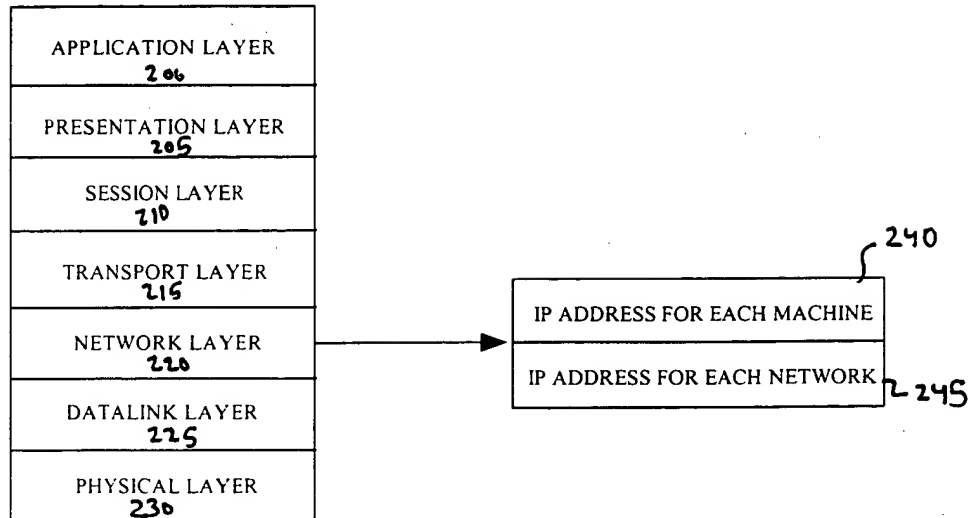 APPLICATION LAYER
206
PRESENTATION LAYER
205
SESSION LAYER
210
TRANSPORT LAYER
215
NETWORK LAYER
220
DATALINK LAYER
225
PHYSICAL LAYER
230
240
IP ADDRESS FOR EACH MACHINE
IP ADDRESS FOR EACH NETWORK
245